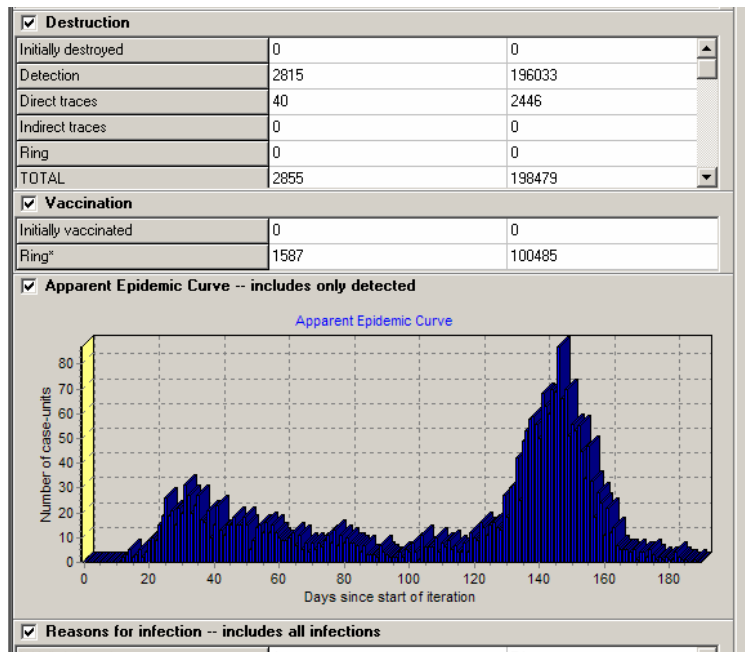 Destruction
Initially destroyed 0 0
Detection 2815 196033
Direct traces 40 2446
Indirect traces 0 0
Ring 0 0
TOTAL 2855 198479
Vaccination
Initially vaccinated 0 0
Ring* 1587 100485
Apparent Epidemic Curve -- includes only detected
Apparent Epidemic Curve
Number of case-units
80
70
60
50
40
30
20
10
0
0 20 40 60 80 100 120 140 160 180
Days since start of iteration
Reasons for infection -- includes all infections